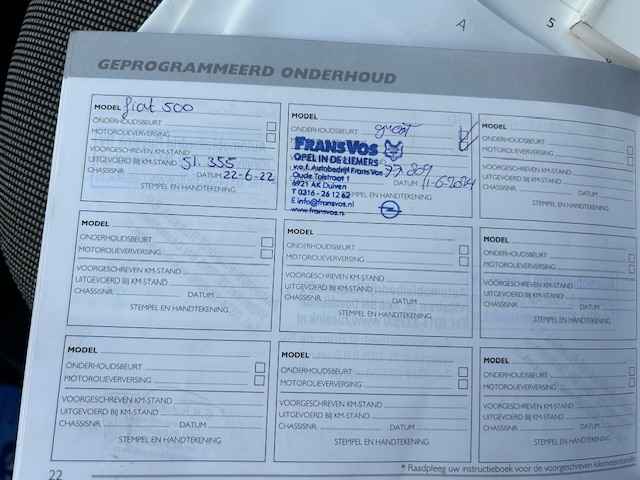 A
5
GEPROGRAMMEERD ONDERHOUD
MODEL fiat 500
ONDERHOUDSBEURT
MOTOROLIEVERVERSING
VOORGESCHREVEN KM-STAND
UITGEVOERD BIJ KM-STAND 51.355
CHASSISNR. DATUM 22-6-22
STEMPEL EN HANDTEKENING
MODEL
ONDERHOUDSBEURT groot
FRANS VOS
OPEL IN DE LIEMERS
v.o.f. Autobedrijf Frans Vos
Oude Tolstraat 1
6921 AK Duiven
T 0316 - 26 12 62
E info@fransvos.nl
www.fransvos.nl
77.809
DATUM 11-6-2024
EN HANDTEKENING
MODEL
ONDERHOUDSBEURT
MOTOROLIEVERVERSING
VOORGESCHREVEN KM-STAND
UITGEVOERD BIJ KM-STAND
CHASSISNR. DATUM
STEMPEL EN HANDTEKENING
MODEL
ONDERHOUDSBEURT
MOTOROLIEVERVERSING
VOORGESCHREVEN KM-STAND
UITGEVOERD BIJ KM-STAND
CHASSISNR. DATUM
STEMPEL EN HANDTEKENING
MODEL
ONDERHOUDSBEURT
MOTOROLIEVERVERSING
VOORGESCHREVEN KM-STAND
UITGEVOERD BIJ KM-STAND
CHASSISNR. DATUM
STEMPEL EN HANDTEKENING
MODEL
ONDERHOUDSBEURT
MOTOROLIEVERVERSING
VOORGESCHREVEN KM-STAND
UITGEVOERD BIJ KM-STAND
CHASSISNR. DATUM
STEMPEL EN HANDTEKENING
MODEL
ONDERHOUDSBEURT
MOTOROLIEVERVERSING
VOORGESCHREVEN KM-STAND
UITGEVOERD BIJ KM-STAND
CHASSISNR. DATUM
STEMPEL EN HANDTEKENING
MODEL
ONDERHOUDSBEURT
MOTOROLIEVERVERSING
VOORGESCHREVEN KM-STAND
UITGEVOERD BIJ KM-STAND
CHASSISNR. DATUM
STEMPEL EN HANDTEKENING
MODEL
ONDERHOUDSBEURT
MOTOROLIEVERVERSING
VOORGESCHREVEN KM-STAND
UITGEVOERD BIJ KM-STAND
CHASSISNR. DATUM
STEMPEL EN HANDTEKENING
22
* Raadpleeg uw instructieboek voor de voorgeschreven